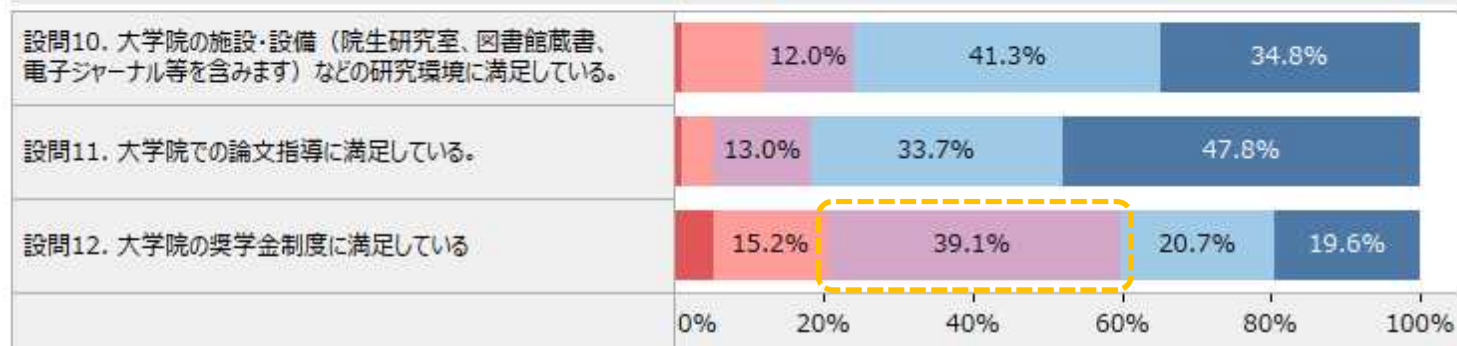 設問10. 大学院の施設・設備（院生研究室、図書館蔵書、
電子ジャーナル等を含みます）などの研究環境に満足している。
12.0% 41.3% 34.8%
設問11. 大学院での論文指導に満足している。
13.0% 33.7% 47.8%
設問12. 大学院の奨学金制度に満足している
15.2% 39.1% 20.7% 19.6%
0% 20% 40% 60% 80% 100%